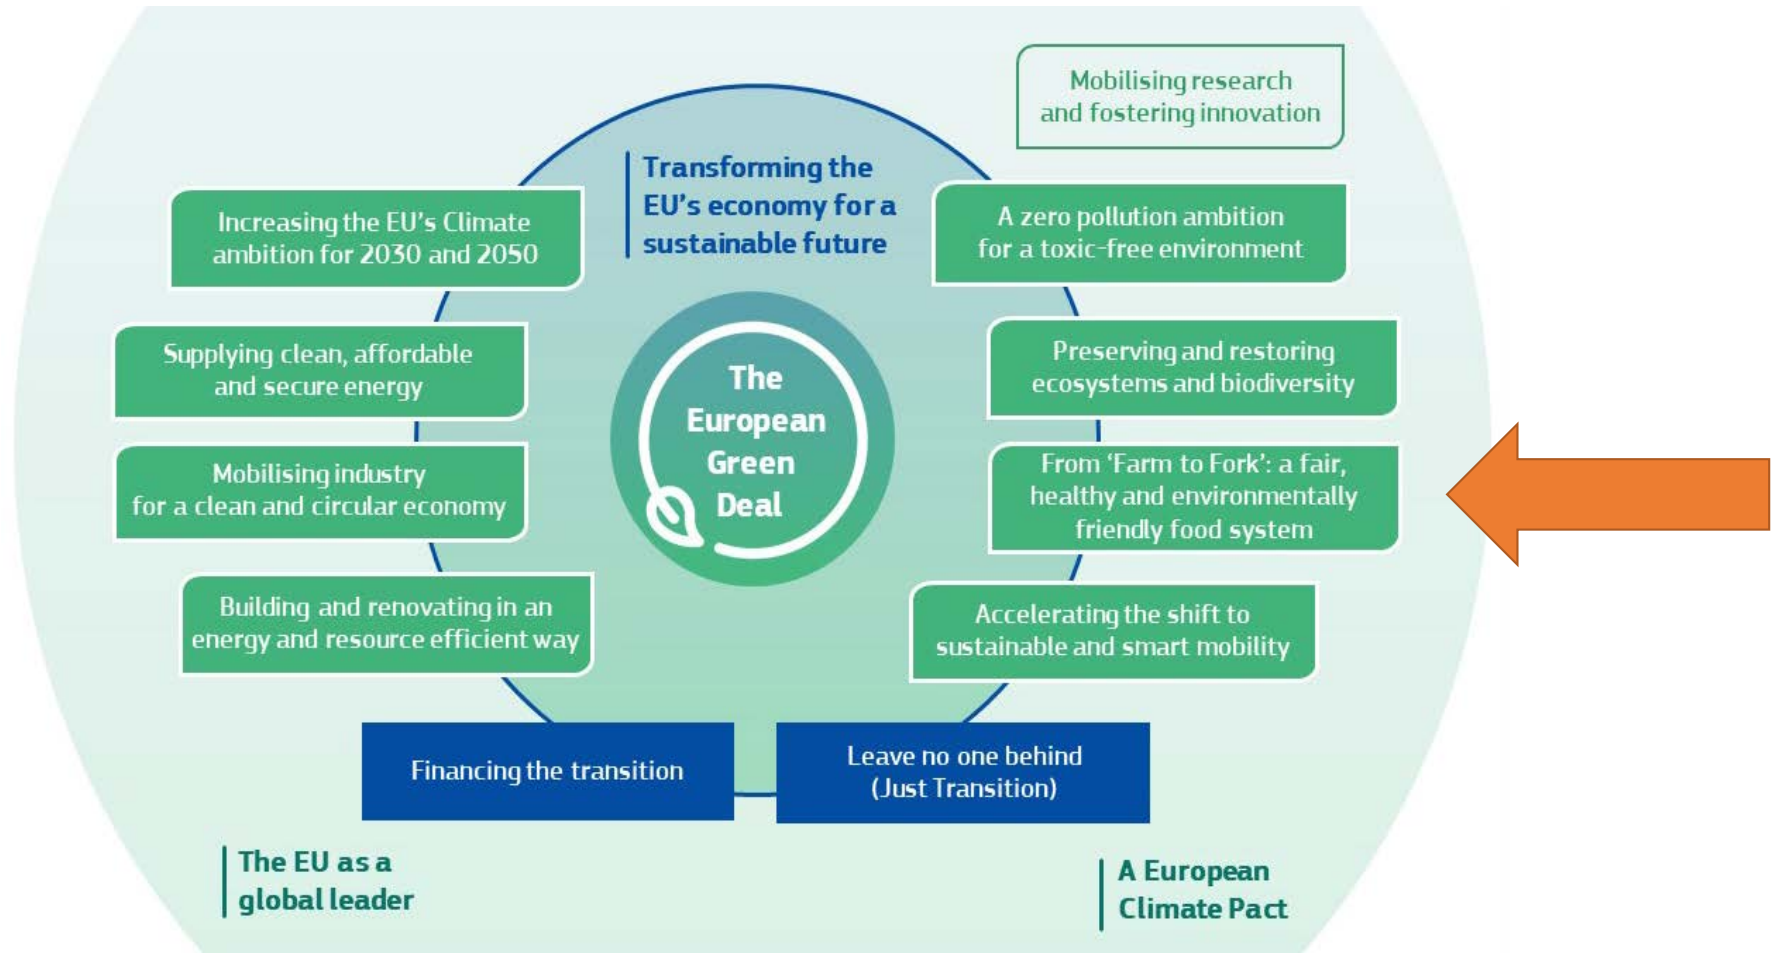 Mobilising research
and fostering innovation
Transforming the
EU's economy for a
sustainable future
Increasing the EU's Climate
ambition for 2030 and 2050
A zero pollution ambition
for a toxic-free environment
Supplying clean, affordable
and secure energy
Preserving and restoring
ecosystems and biodiversity
The
European
Green
Deal
Mobilising industry
for a clean and circular economy
From ‘Farm to Fork’: a fair,
healthy and environmentally
friendly food system
Building and renovating in an
energy and resource efficient way
Accelerating the shift to
sustainable and smart mobility
Financing the transition
Leave no one behind
(Just Transition)
The EU as a
global leader
A European
Climate Pact